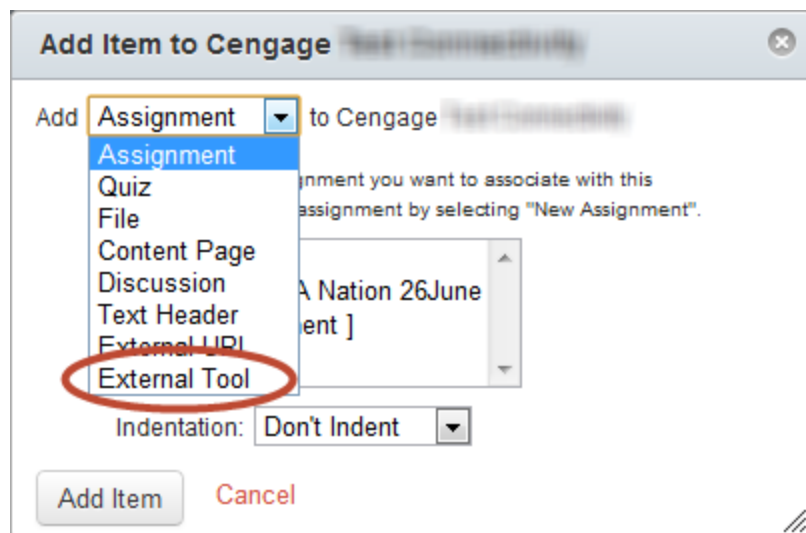 Add Item to Cengage
Add Assignment to Cengage
Assignment
Quiz
File
Content Page
Discussion
Text Header
External URL
External Tool
you want to associate with this
assignment by selecting "New Assignment".
A Nation 26June
]
Indentation: Don't Indent
Add Item Cancel